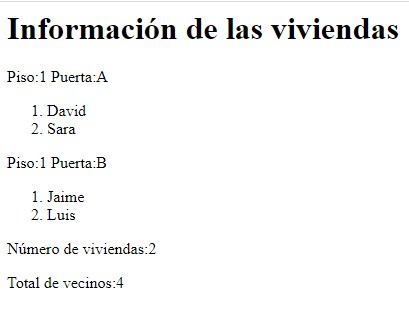 Información de las viviendas
Piso:1 Puerta:A
1. David
2. Sara
Piso:1 Puerta:B
1. Jaime
2. Luis
Número de viviendas:2
Total de vecinos:4